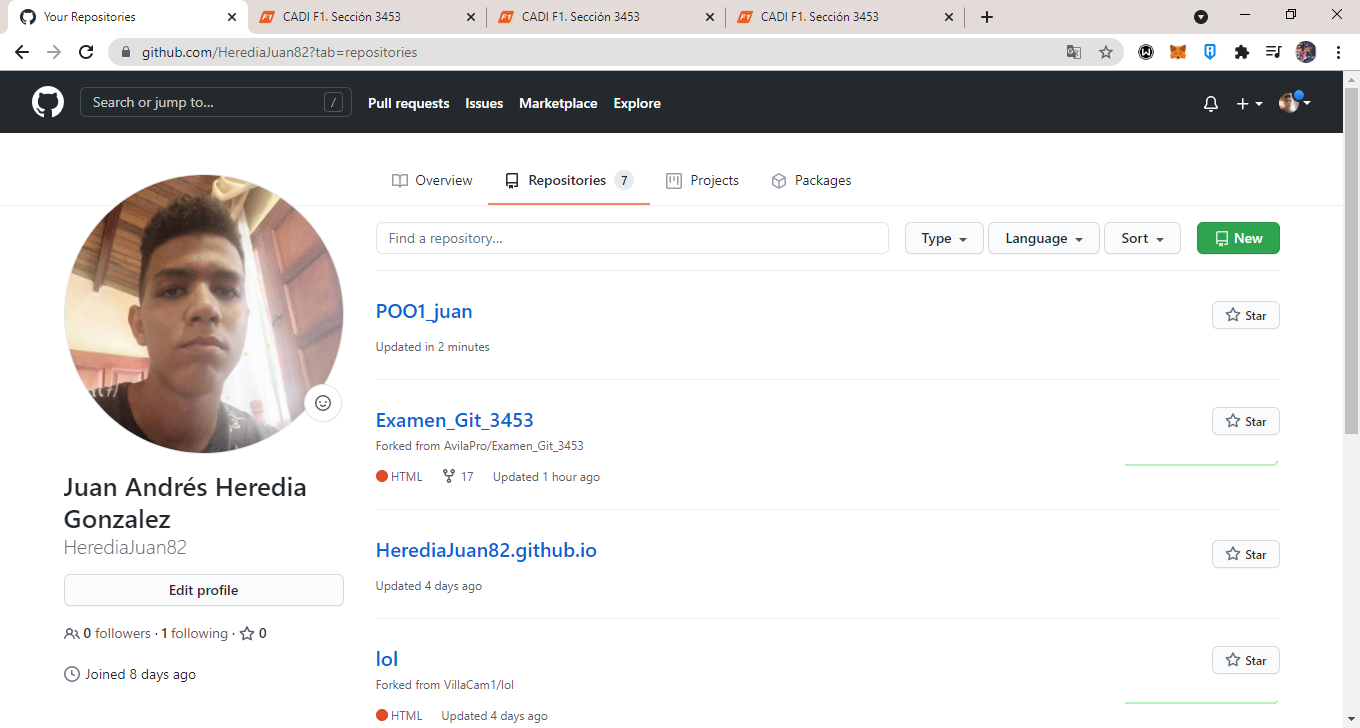 Your Repositories
CADI F1. Sección 3453
CADI F1. Sección 3453
CADI F1. Sección 3453
github.com/HerediaJuan82?tab=repositories
Search or jump to...
/
Pull requests
Issues
Marketplace
Explore
Overview
Repositories 7
Projects
Packages
Find a repository...
Type
Language
Sort
New
POO1_juan
Star
Updated in 2 minutes
Examen_Git_3453
Star
Forked from AvilaPro/Examen_Git_3453
HTML 17 Updated 1 hour ago
Juan Andrés Heredia
Gonzalez
HerediaJuan82
Edit profile
0 followers · 1 following · 0
Joined 8 days ago
HerediaJuan82.github.io
Star
Updated 4 days ago
lol
Star
Forked from VillaCam1/lol
HTML Updated 4 days ago